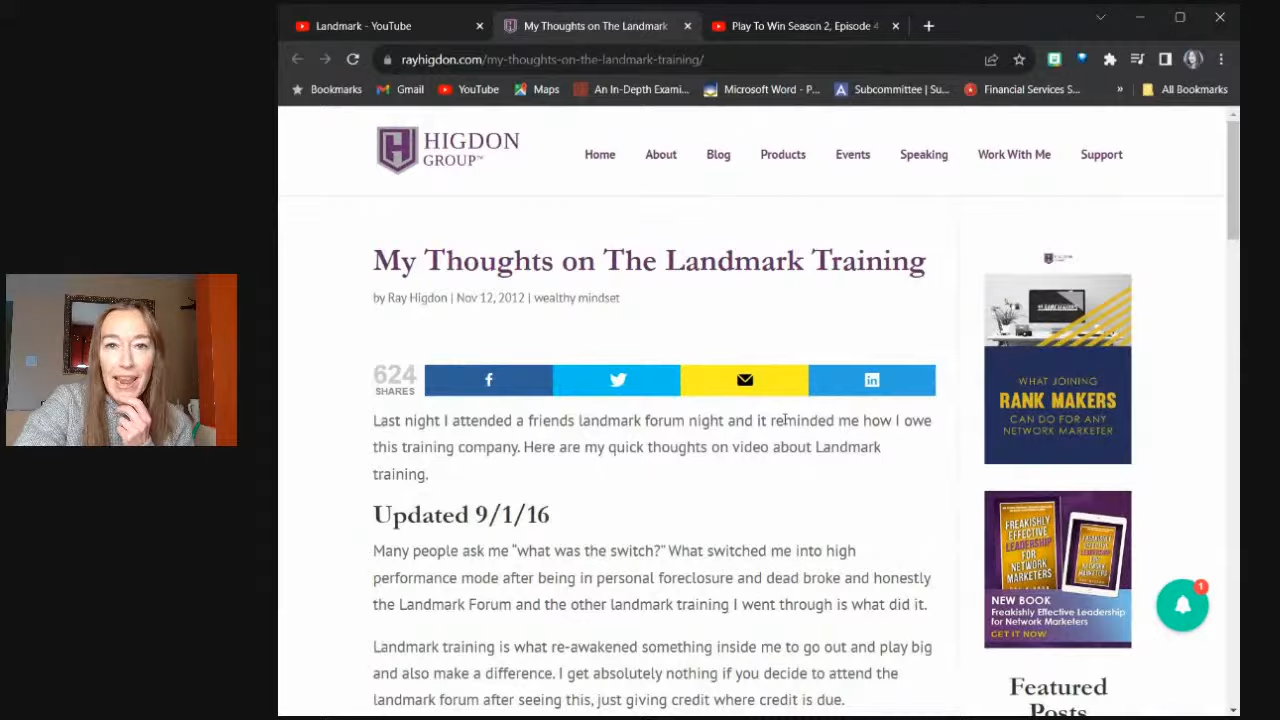 Landmark - YouTube
My Thoughts on The Landmark
Play To Win Season 2, Episode 4
rayhigdon.com/my-thoughts-on-the-landmark-training/
Bookmarks Gmail YouTube Maps An In-Depth Exami... Microsoft Word - P... Subcommittee | Su... Financial Services S... » All Bookmarks
HIGDON
GROUP™
Home About Blog Products Events Speaking Work With Me Support
My Thoughts on The Landmark Training
by Ray Higdon | Nov 12, 2012 | wealthy mindset
624
SHARES
Last night I attended a friends landmark forum night and it reminded me how I owe
this training company. Here are my quick thoughts on video about Landmark
training.
Updated 9/1/16
Many people ask me “what was the switch?” What switched me into high
performance mode after being in personal foreclosure and dead broke and honestly
the Landmark Forum and the other landmark training I went through is what did it.
Landmark training is what re-awakened something inside me to go out and play big
and also make a difference. I get absolutely nothing if you decide to attend the
landmark forum after seeing this, just giving credit where credit is due.
WHAT JOINING
RANK MAKERS
CAN DO FOR ANY
NETWORK MARKETER
FREAKISHLY
EFFECTIVE
LEADERSHIP
FOR
NETWORK
MARKETERS
NEW BOOK
Freakishly Effective Leadership
for Network Marketers
GET IT NOW
1
Featured
Posts